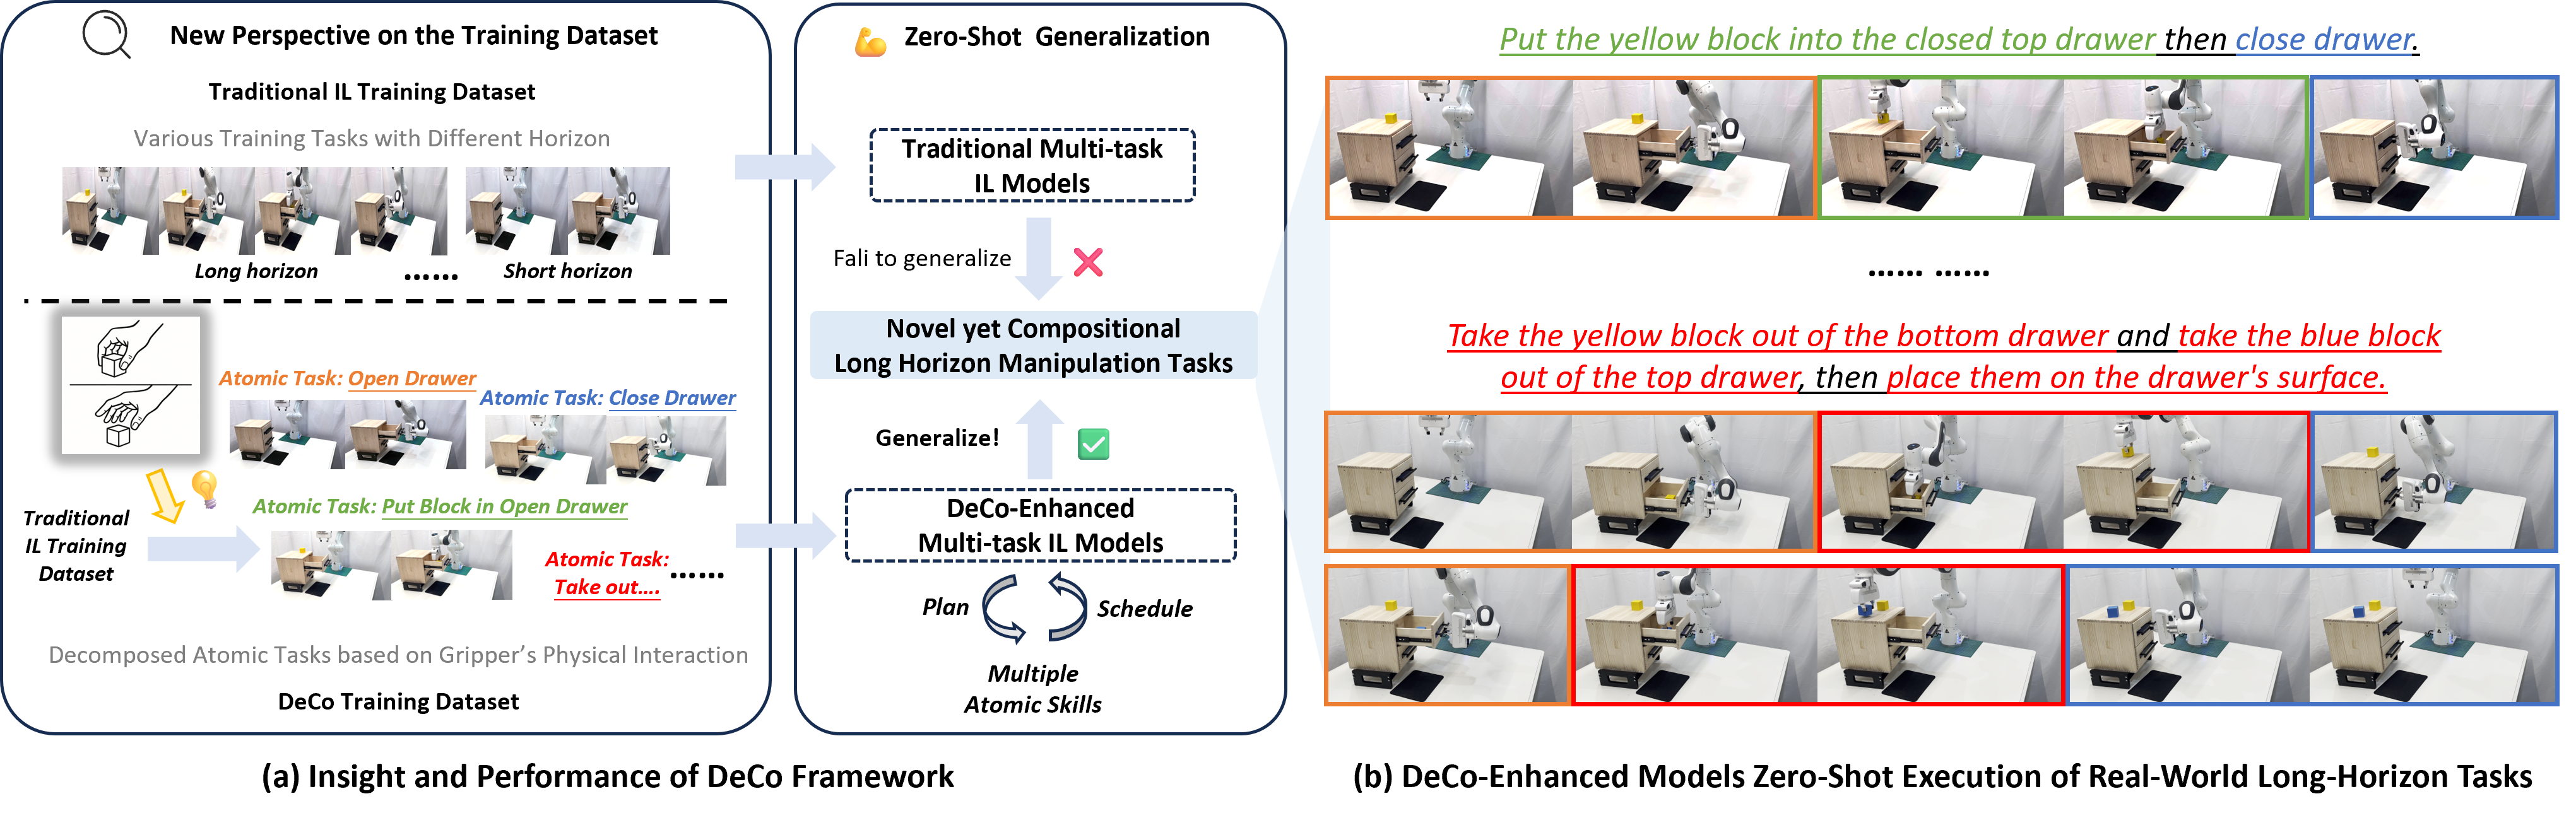 New Perspective on the Training Dataset
Traditional IL Training Dataset
Various Training Tasks with Different Horizon
Long horizon
......
Short horizon
Atomic Task: Open Drawer
Atomic Task: Close Drawer
Atomic Task: Put Block in Open Drawer
Traditional
IL Training
Dataset
Atomic Task:
Take out....
......
Decomposed Atomic Tasks based on Gripper's Physical Interaction
DeCo Training Dataset
Zero-Shot Generalization
Traditional Multi-task
IL Models
Fali to generalize
Novel yet Compositional
Long Horizon Manipulation Tasks
Generalize!
DeCo-Enhanced
Multi-task IL Models
Plan
Schedule
Multiple
Atomic Skills
(a) Insight and Performance of DeCo Framework
Put the yellow block into the closed top drawer then close drawer.
...... ......
Take the yellow block out of the bottom drawer and take the blue block
out of the top drawer, then place them on the drawer's surface.
(b) DeCo-Enhanced Models Zero-Shot Execution of Real-World Long-Horizon Tasks